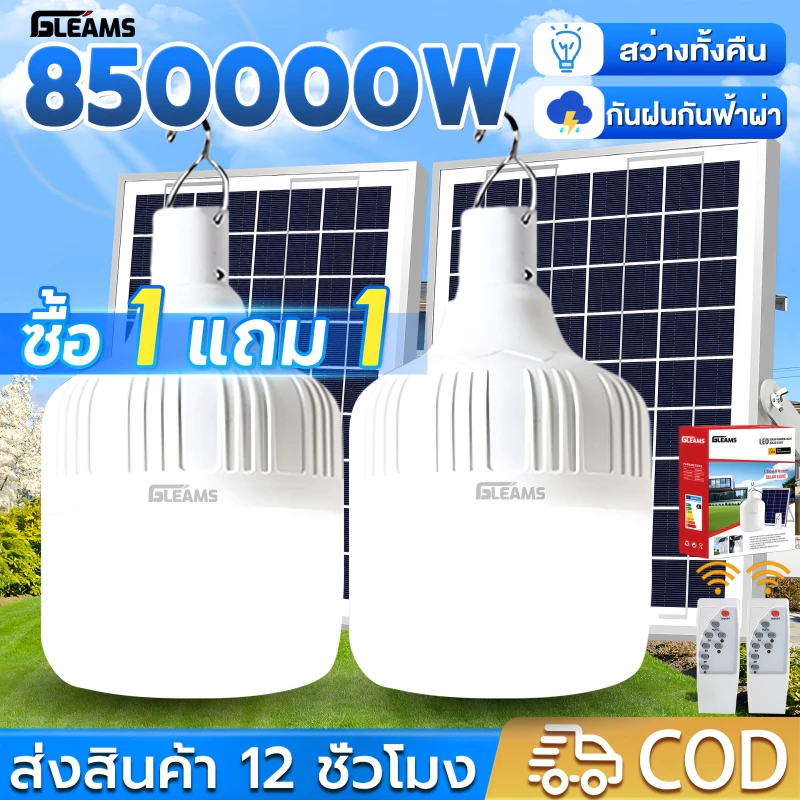 GLEAMS
850000W
สว่างทั้งคืน
กันฝนกันฟ้าผ่า
ซื้อ 1 แถม 1
GLEAMS
GLEAMS
GLEAMS
GLEAMS
LED
ส่งสินค้า 12 ชั่วโมง
COD